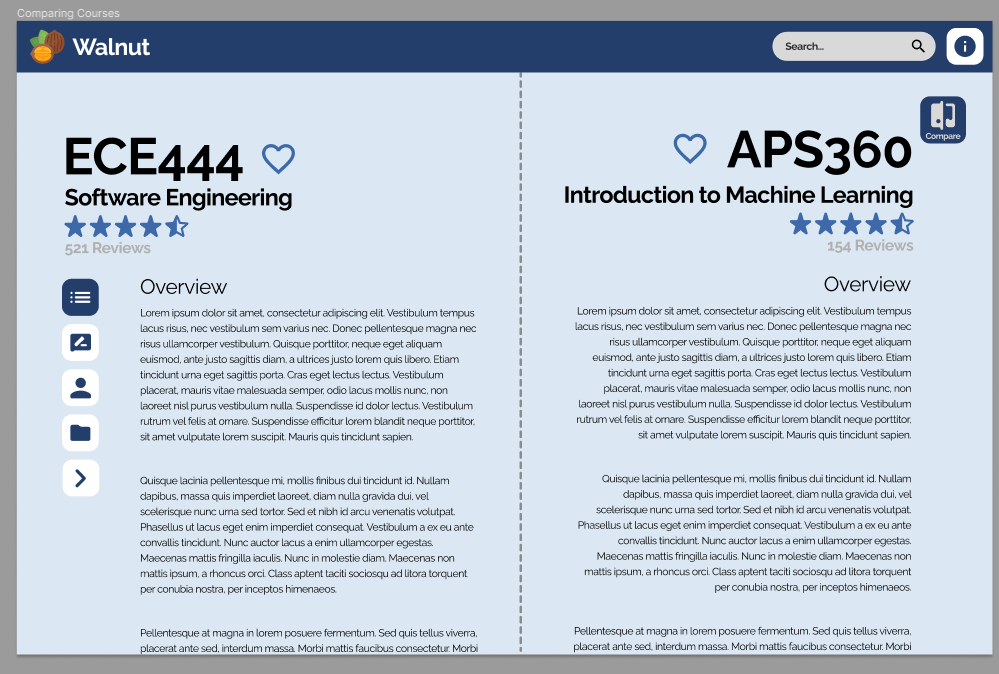 Comparing Courses
Walnut
Search...
Compare
ECE444
Software Engineering
521 Reviews
Overview
Lorem ipsum dolor sit amet, consectetur adipiscing elit. Vestibulum tempus
lacus risus, nec vestibulum sem varius nec. Donec pellentesque magna nec
risus ullamcorper vestibulum. Quisque porttitor, neque eget aliquam
euismod, ante justo sagittis diam, a ultrices justo lorem quis libero. Etiam
tincidunt urna eget sagittis porta. Cras eget lectus lectus. Vestibulum
placerat, mauris vitae malesuada semper, odio lacus mollis nunc, non
laoreet nisl purus vestibulum nulla. Suspendisse id dolor lectus. Vestibulum
rutrum vel felis at ornare. Suspendisse efficitur lorem blandit neque porttitor,
sit amet vulputate lorem suscipit. Mauris quis tincidunt sapien.
Quisque lacinia pellentesque mi, mollis finibus dui tincidunt id. Nullam
dapibus, massa quis imperdiet laoreet, diam nulla gravida dui, vel
scelerisque nunc urna sed tortor. Sed et nibh id arcu venenatis volutpat.
Phasellus ut lacus eget enim imperdiet consequat. Vestibulum a ex eu ante
convallis tincidunt. Nunc auctor lacus a enim ullamcorper egestas.
Maecenas mattis fringilla iaculis. Nunc in molestie diam. Maecenas non
mattis ipsum, a rhoncus orci. Class aptent taciti sociosqu ad litora torquent
per conubia nostra, per inceptos himenaeos.
Pellentesque at magna in lorem posuere fermentum. Sed quis tellus viverra,
placerat ante sed, interdum massa. Morbi mattis faucibus consectetur. Morbi
APS360
Introduction to Machine Learning
154 Reviews
Overview
Lorem ipsum dolor sit amet, consectetur adipiscing elit. Vestibulum tempus
lacus risus, nec vestibulum sem varius nec. Donec pellentesque magna nec
risus ullamcorper vestibulum. Quisque porttitor, neque eget aliquam
euismod, ante justo sagittis diam, a ultrices justo lorem quis libero. Etiam
tincidunt urna eget sagittis porta. Cras eget lectus lectus. Vestibulum
placerat, mauris vitae malesuada semper, odio lacus mollis nunc, non
laoreet nisl purus vestibulum nulla. Suspendisse id dolor lectus. Vestibulum
rutrum vel felis at ornare. Suspendisse efficitur lorem blandit neque porttitor,
sit amet vulputate lorem suscipit. Mauris quis tincidunt sapien.
Quisque lacinia pellentesque mi, mollis finibus dui tincidunt id. Nullam
dapibus, massa quis imperdiet laoreet, diam nulla gravida dui, vel
scelerisque nunc urna sed tortor. Sed et nibh id arcu venenatis volutpat.
Phasellus ut lacus eget enim imperdiet consequat. Vestibulum a ex eu ante
convallis tincidunt. Nunc auctor lacus a enim ullamcorper egestas.
Maecenas mattis fringilla iaculis. Nunc in molestie diam. Maecenas non
mattis ipsum, a rhoncus orci. Class aptent taciti sociosqu ad litora torquent
per conubia nostra, per inceptos himenaeos.
Pellentesque at magna in lorem posuere fermentum. Sed quis tellus viverra,
placerat ante sed, interdum massa. Morbi mattis faucibus consectetur. Morbi